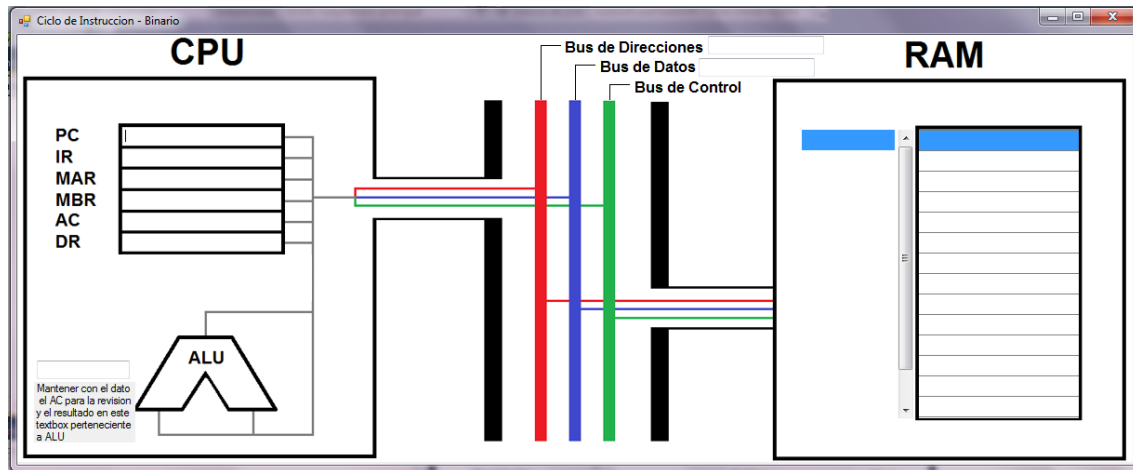 Ciclo de Instruccion - Binario
CPU
Bus de Direcciones
Bus de Datos
Bus de Control
RAM
PC
IR
MAR
MBR
AC
DR
ALU
Mantener con el dato
el AC para la revision
y el resultado en este
textbox perteneciente
a ALU